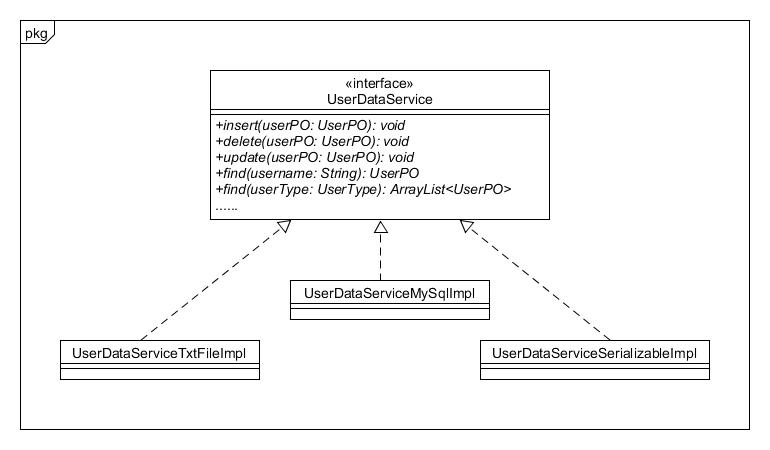 pkg
«interface»
UserDataService
+insert(userPO: UserPO): void
+delete(userPO: UserPO): void
+update(userPO: UserPO): void
+find(username: String): UserPO
+find(userType: UserType): ArrayList<UserPO>
......
UserDataServiceMySqlImpl
UserDataServiceTxtFileImpl
UserDataServiceSerializableImpl